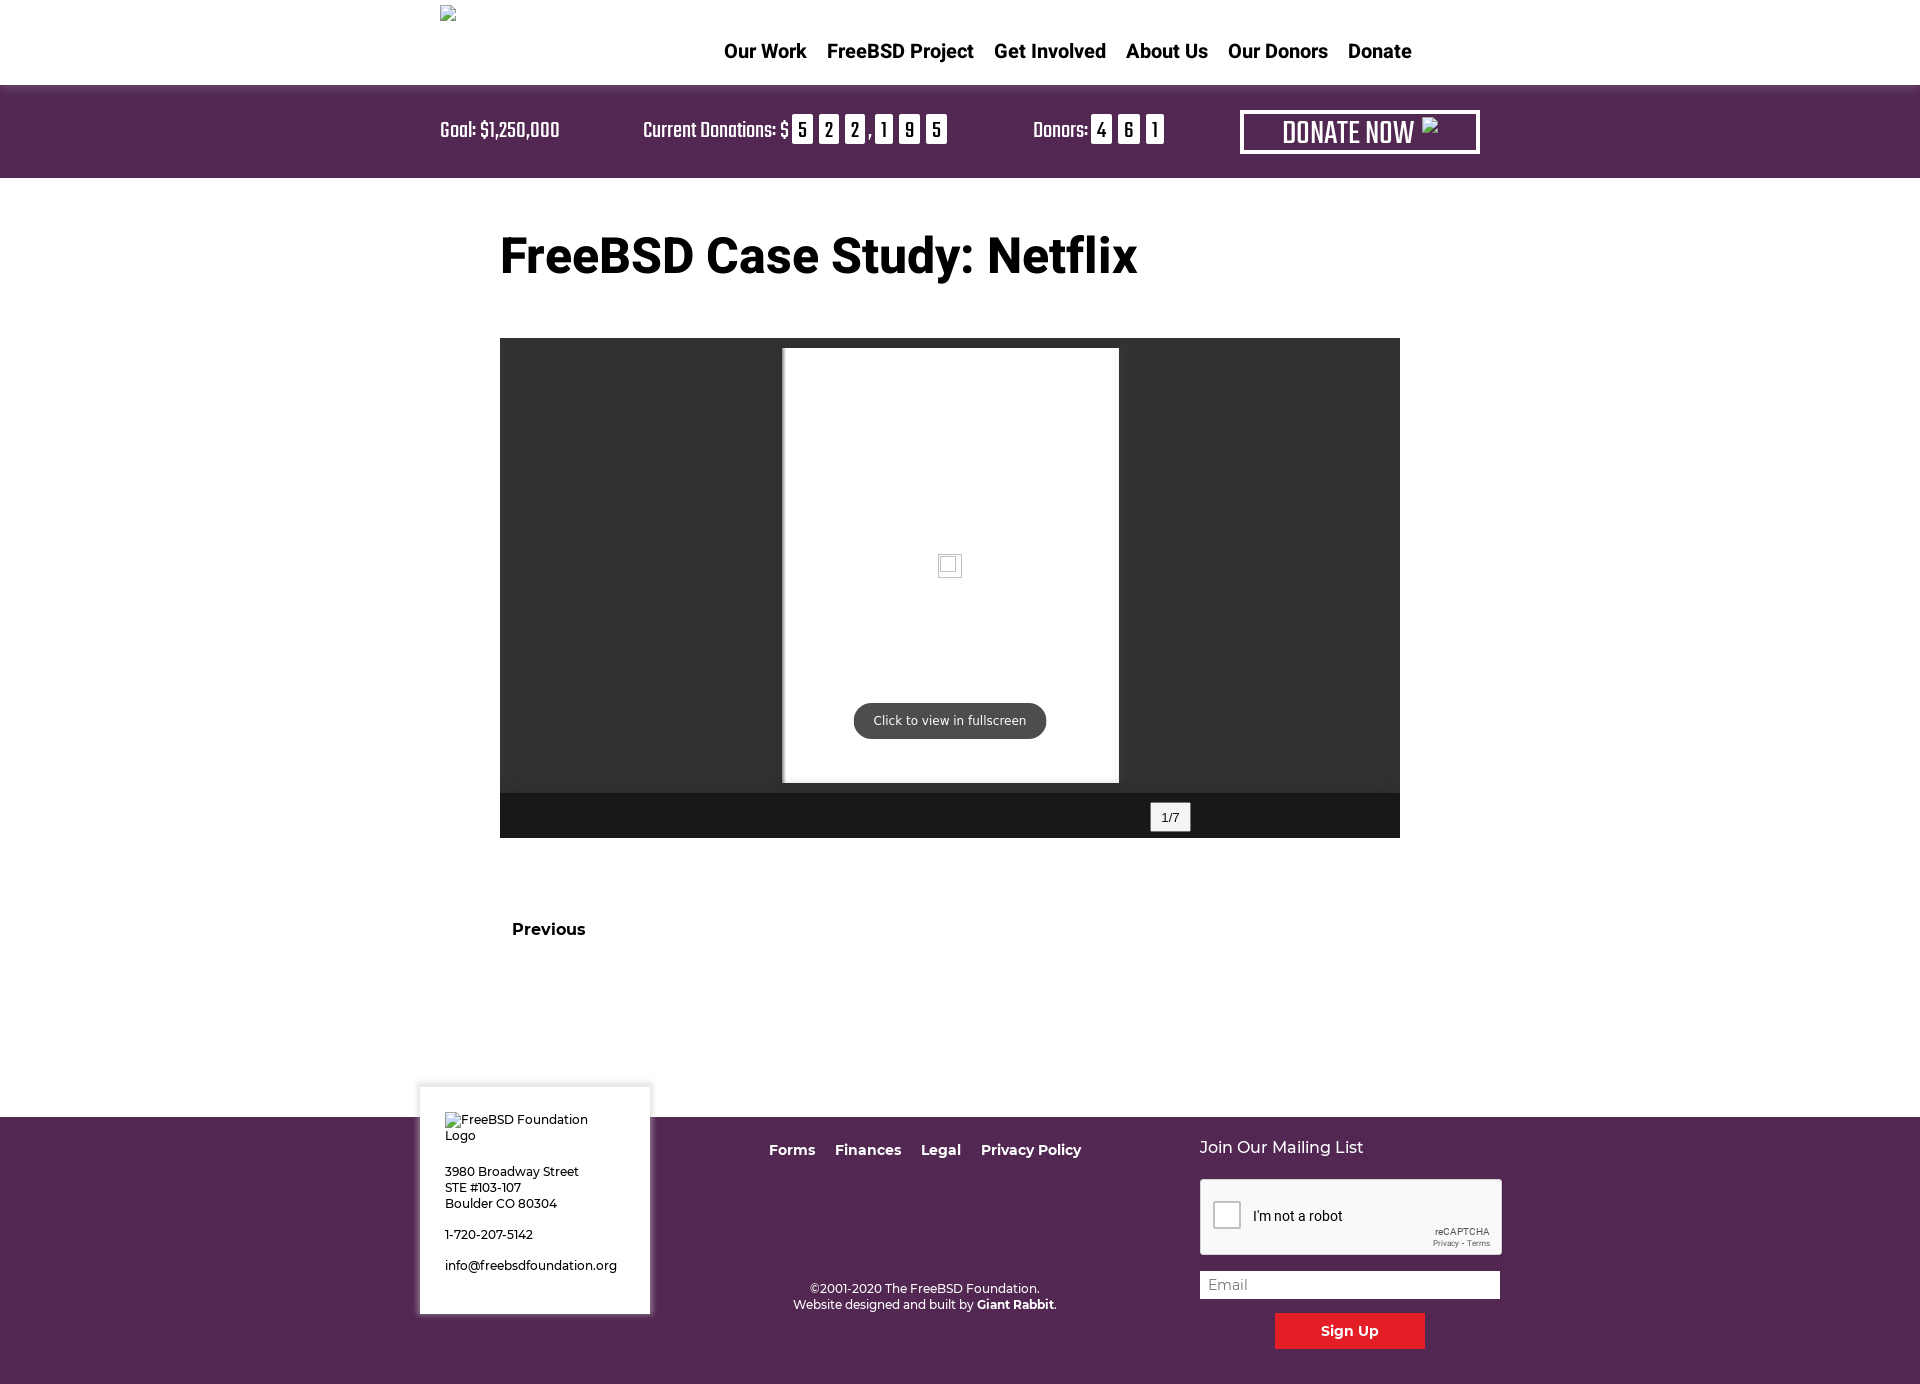 Our Work FreeBSD Project Get Involved About Us Our Donors Donate
Goal: $1,250,000 Current Donations: $ 5 2 2 , 1 9 5 Donors: 4 6 1 DONATE NOW
FreeBSD Case Study: Netflix
Click to view in fullscreen
1/7
Previous
FreeBSD Foundation
Logo
3980 Broadway Street
STE #103-107
Boulder CO 80304
1-720-207-5142
info@freebsdfoundation.org
Forms Finances Legal Privacy Policy
©2001-2020 The FreeBSD Foundation.
Website designed and built by Giant Rabbit.
Join Our Mailing List
I'm not a robot
reCAPTCHA
Privacy - Terms
Email
Sign Up